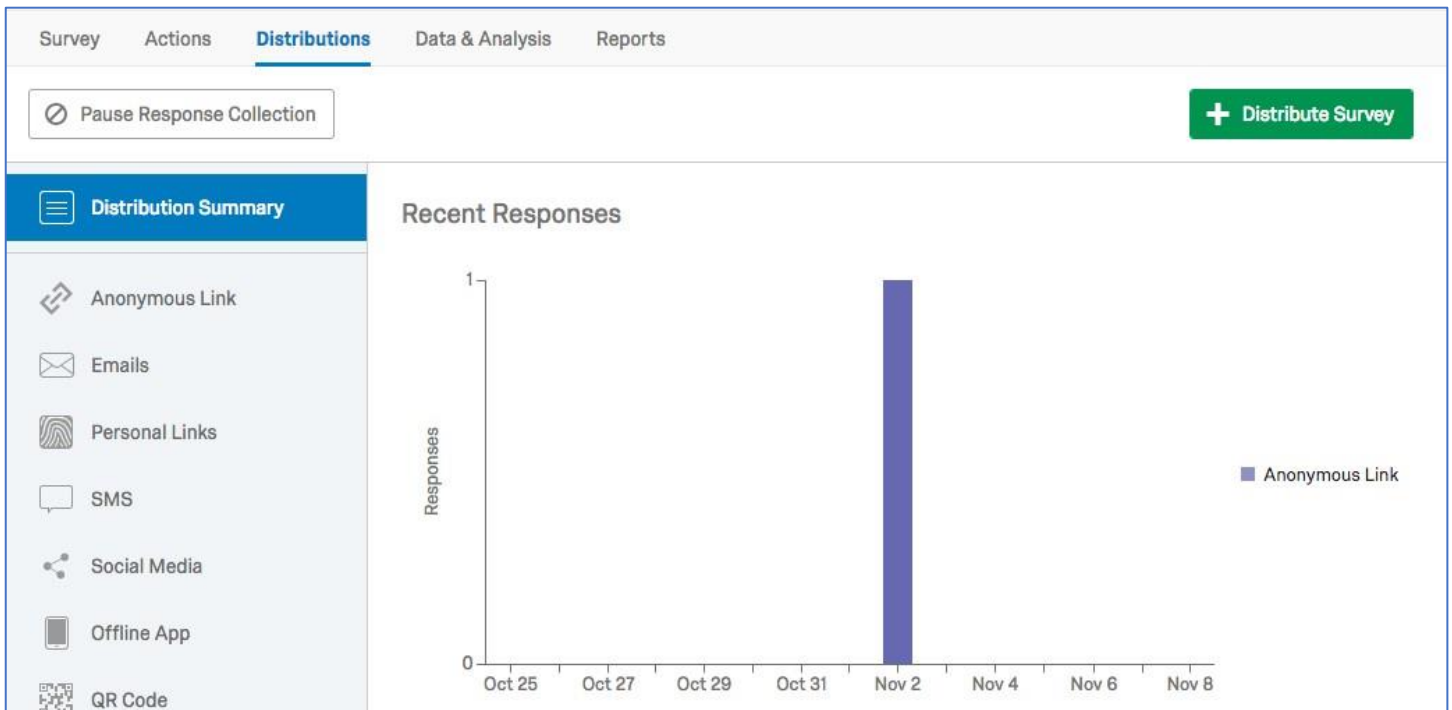 Survey Actions Distributions Data & Analysis Reports
Pause Response Collection
Distribute Survey
Distribution Summary
Anonymous Link
Emails
Personal Links
SMS
Social Media
Offline App
QR Code
Recent Responses
1
Responses
0
Oct 25 Oct 27 Oct 29 Oct 31 Nov 2 Nov 4 Nov 6 Nov 8
Anonymous Link